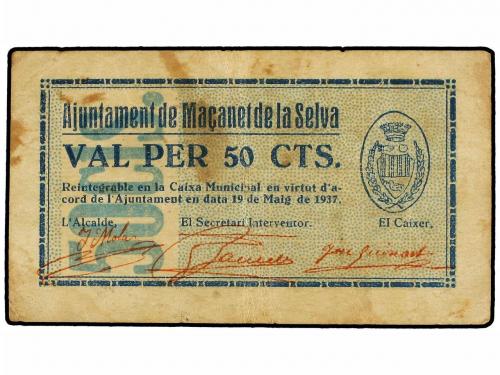 Ajuntament de Maçanet de la Selva
VAL PER 50 CTS.
Reintegrable en la Caixa Municipal en virtut d'a-
cord de l'Ajuntament en data 19 de Maig de 1937.
L'Alcalde, El Secretari Interventor. El Caixer,